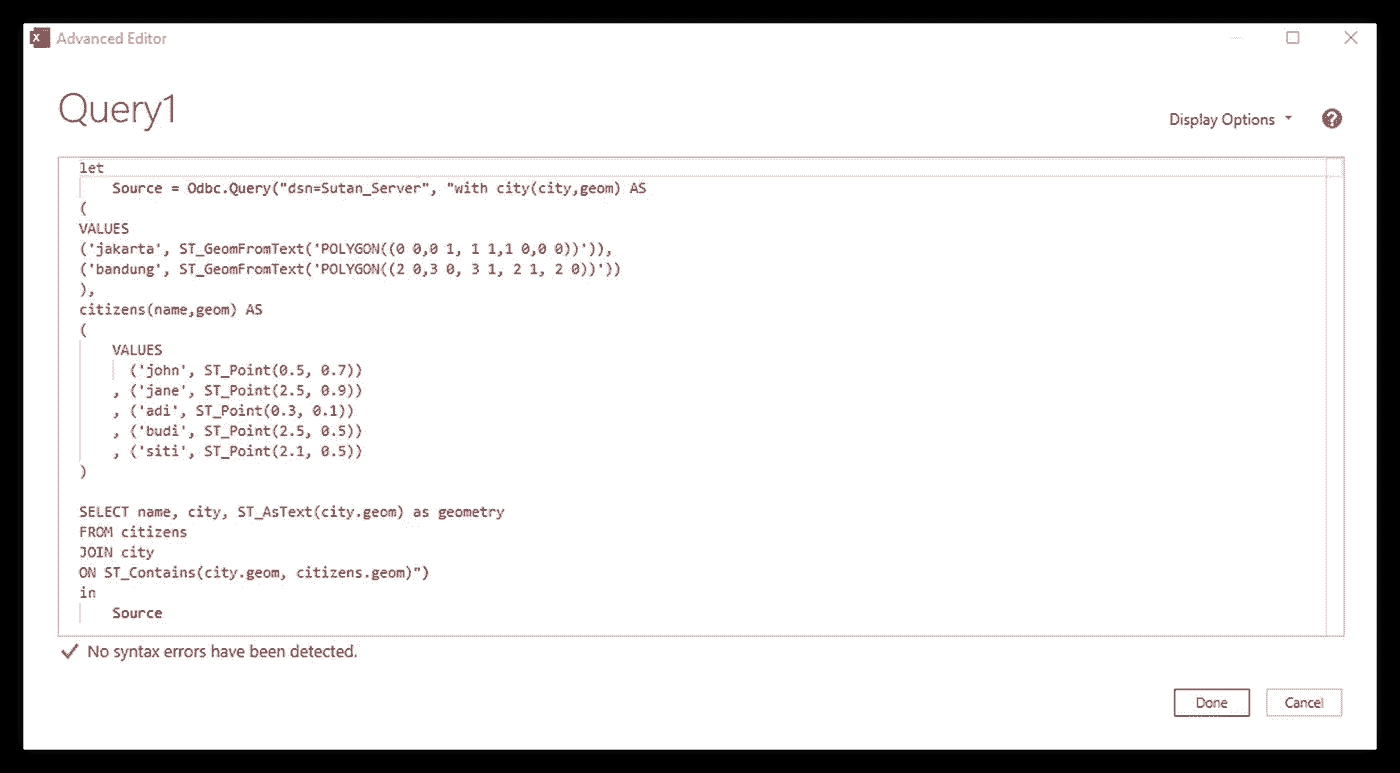 Advanced Editor
Query1
Display Options
let
    Source = Odbc.Query("dsn=Sutan_Server", "with city(city,geom) AS
(
VALUES
('jakarta', ST_GeomFromText('POLYGON((0 0,0 1, 1 1,1 0,0 0))')),
('bandung', ST_GeomFromText('POLYGON((2 0,3 0, 3 1, 2 1, 2 0))'))
),
citizens(name,geom) AS
(
    VALUES
      ('john', ST_Point(0.5, 0.7))
    , ('jane', ST_Point(2.5, 0.9))
    , ('adi', ST_Point(0.3, 0.1))
    , ('budi', ST_Point(2.5, 0.5))
    , ('siti', ST_Point(2.1, 0.5))
)

SELECT name, city, ST_AsText(city.geom) as geometry
FROM citizens
JOIN city
ON ST_Contains(city.geom, citizens.geom)")
in
    Source
No syntax errors have been detected.
Done
Cancel